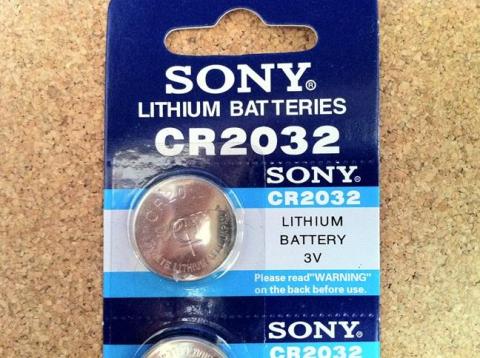 SONY®
LITHIUM BATTERIES
CR2032
SONY®
CR2032
LITHIUM
BATTERY
3V
Please read"WARNING"
on the back before use.
SONY®
CR2032